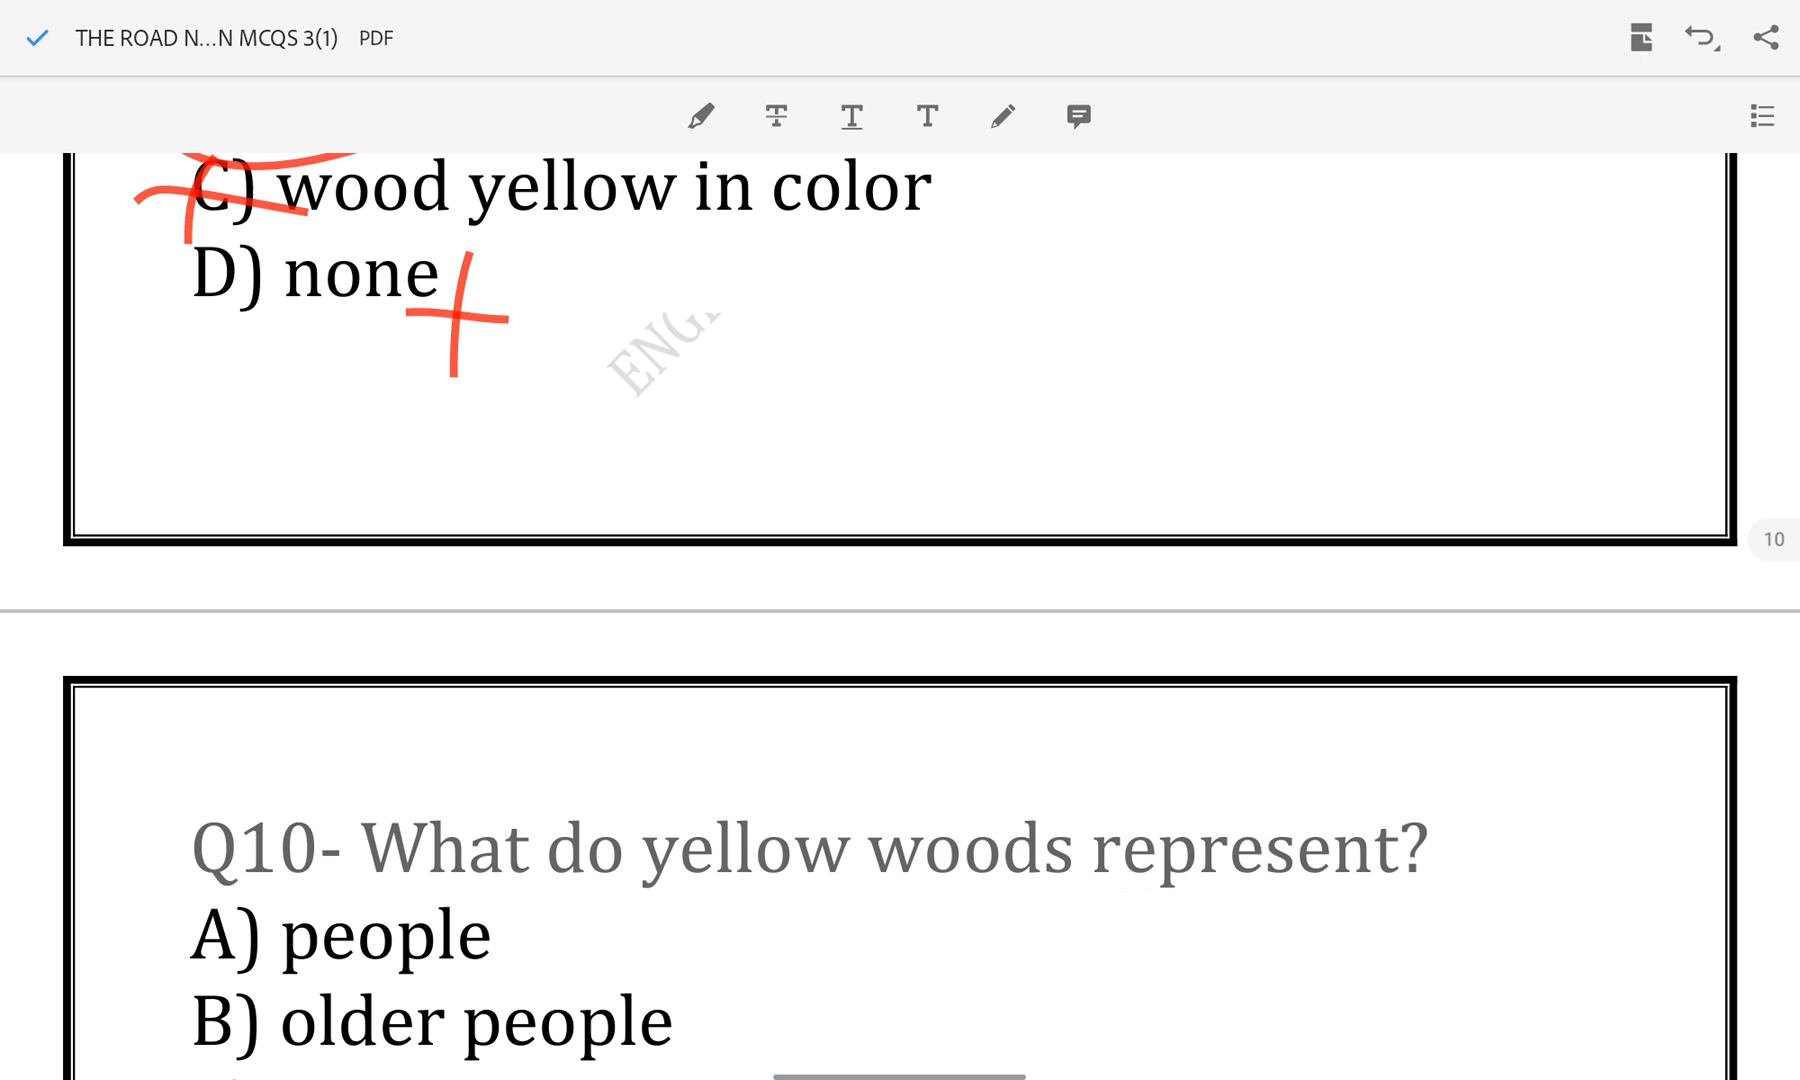 THE ROAD N...N MCQS 3(1) PDF
C) wood yellow in color
D) none
ENGI
10
Q10- What do yellow woods represent?
A) people
B) older people